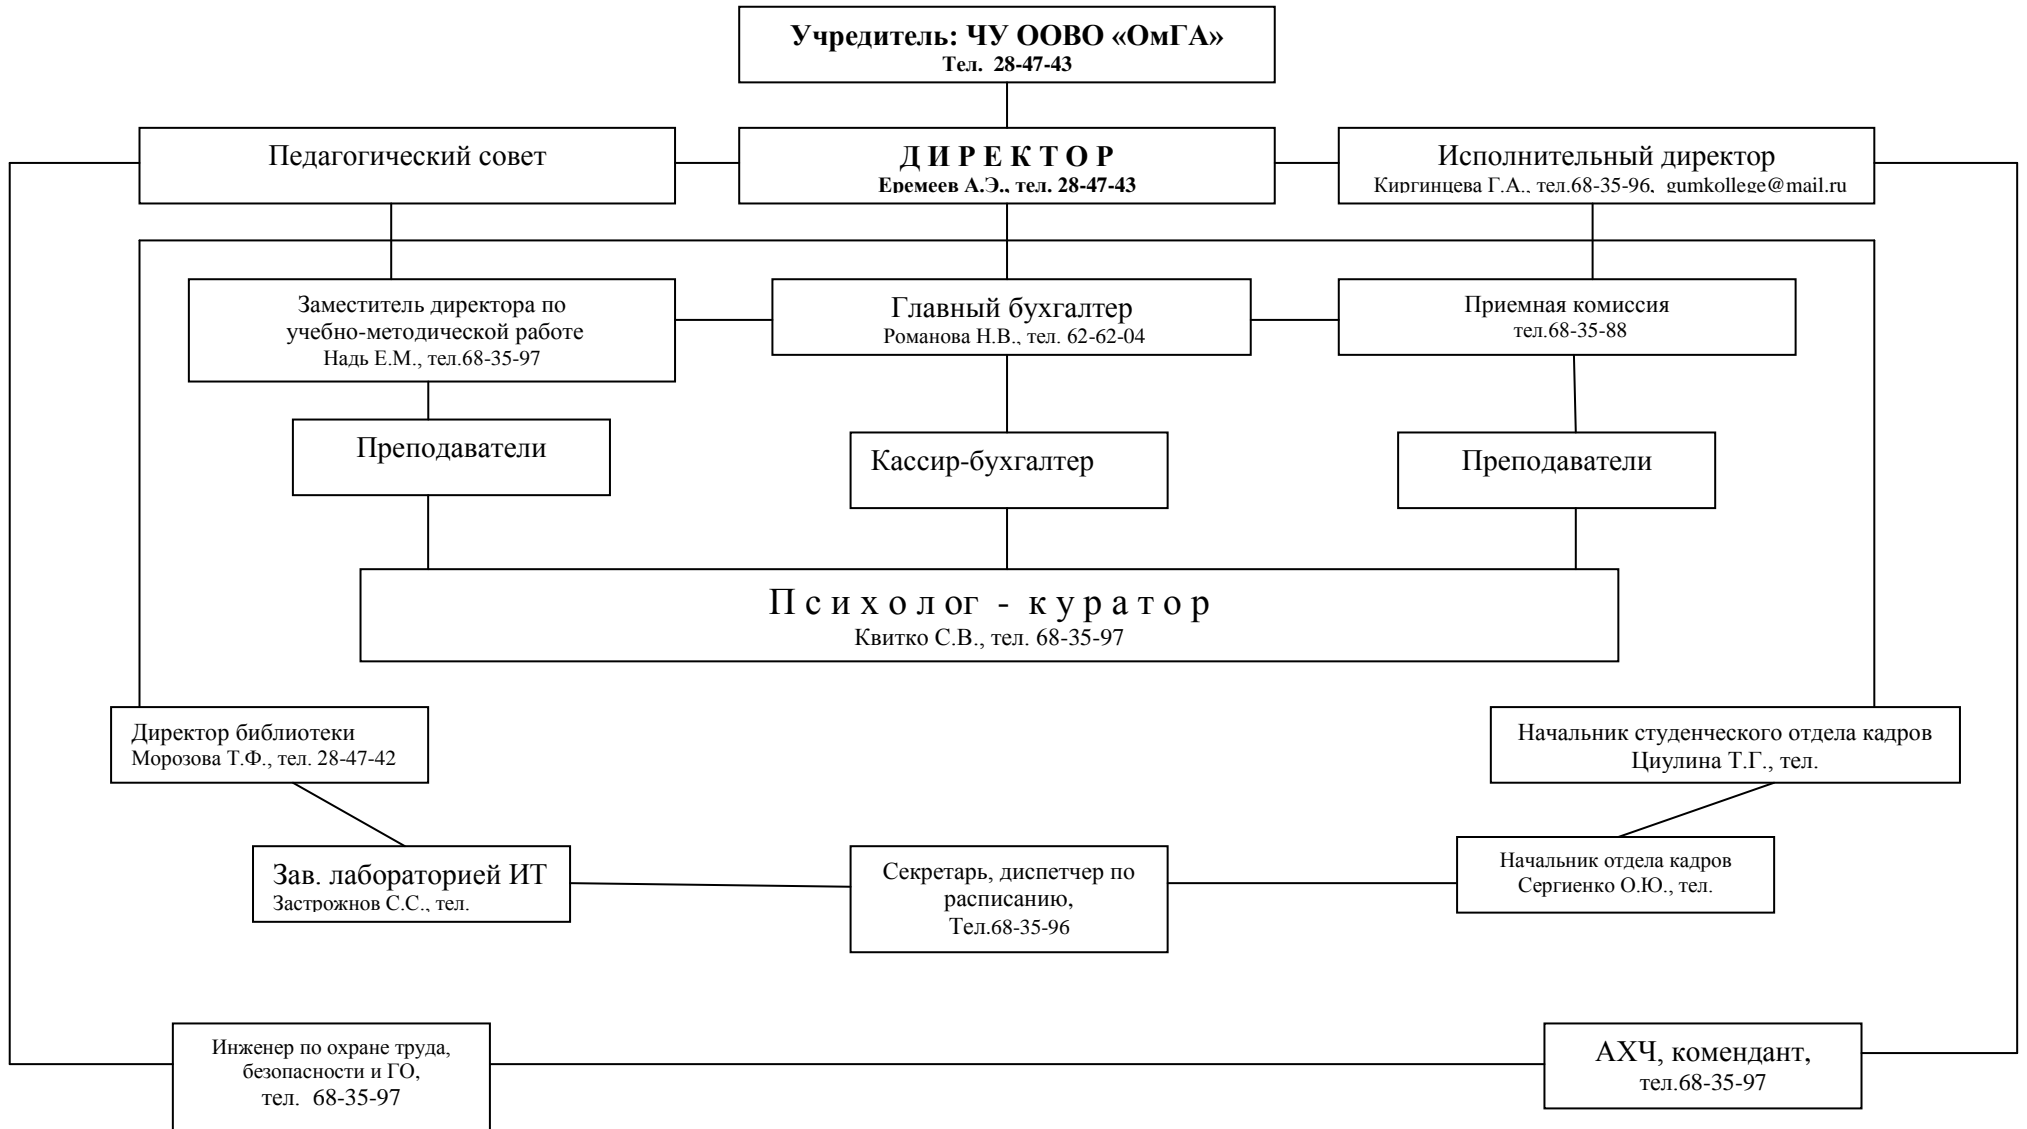 Учредитель: ЧУ ООВО «ОмГА»
Тел. 28-47-43
Педагогический совет
Д И Р Е К Т О Р
Еремеев А.Э., тел. 28-47-43
Исполнительный директор
Киргинцева Г.А., тел.68-35-96, gumkollege@mail.ru
Заместитель директора по
учебно-методической работе
Надь Е.М., тел.68-35-97
Главный бухгалтер
Романова Н.В., тел. 62-62-04
Приемная комиссия
тел.68-35-88
Преподаватели
Кассир-бухгалтер
Преподаватели
П с и х о л ог - к у р а т о р
Квитко С.В., тел. 68-35-97
Директор библиотеки
Морозова Т.Ф., тел. 28-47-42
Начальник студенческого отдела кадров
Циулина Т.Г., тел.
Зав. лабораторией ИТ
Застрожнов С.С., тел.
Секретарь, диспетчер по
расписанию,
Тел.68-35-96
Начальник отдела кадров
Сергиенко О.Ю., тел.
Инженер по охране труда,
безопасности и ГО,
тел. 68-35-97
АХЧ, комендант,
тел.68-35-97